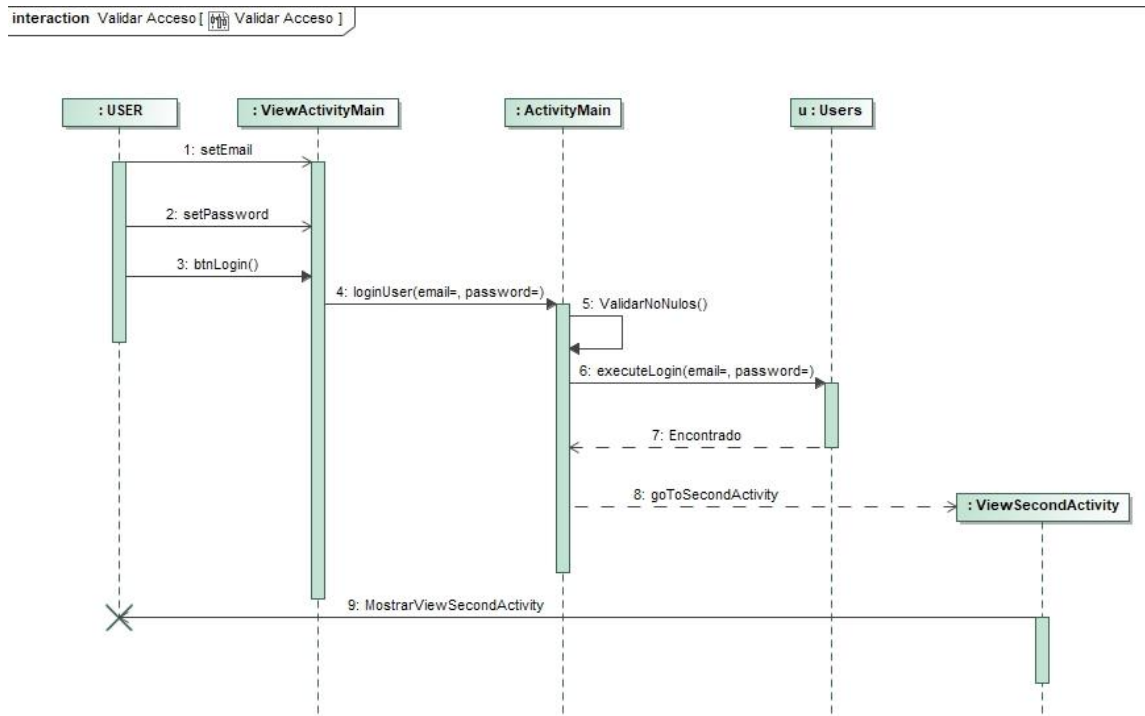 interaction Validar Acceso [ Validar Acceso ]
: USER
: ViewActivityMain
: ActivityMain
u : Users
1: setEmail
2: setPassword
3: btnLogin()
4: loginUser(email=, password=)
5: ValidarNoNulos()
6: executeLogin(email=, password=)
7: Encontrado
8: goToSecondActivity
: ViewSecondActivity
9: MostrarViewSecondActivity